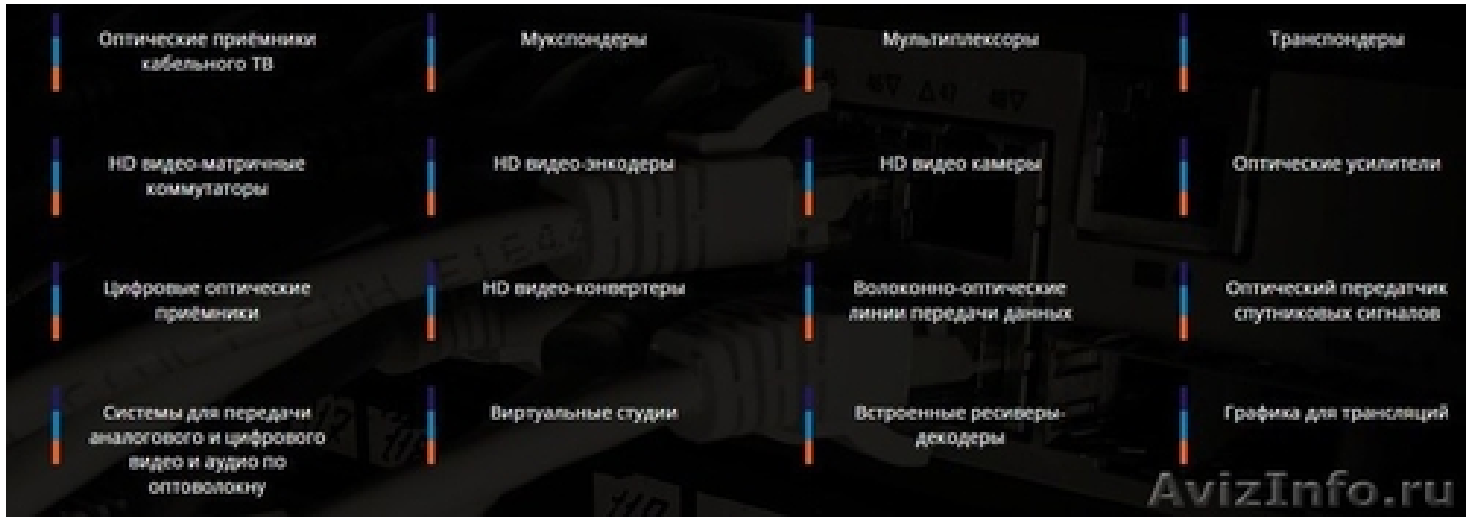 Оптические приёмники
кабельного ТВ
Мукспондеры
Мультиплексоры
Транспондеры
HD видео-матричные
коммутаторы
HD видео-энкодеры
HD видео камеры
Оптические усилители
Цифровые оптические
приёмники
HD видео-конвертеры
Волоконно-оптические
линии передачи данных
Оптический передатчик
спутниковых сигналов
Системы для передачи
аналогового и цифрового
видео и аудио по
оптоволокну
Виртуальные студии
Встроенные ресиверы-
декодеры
Графика для трансляций
AvizInfo.ru